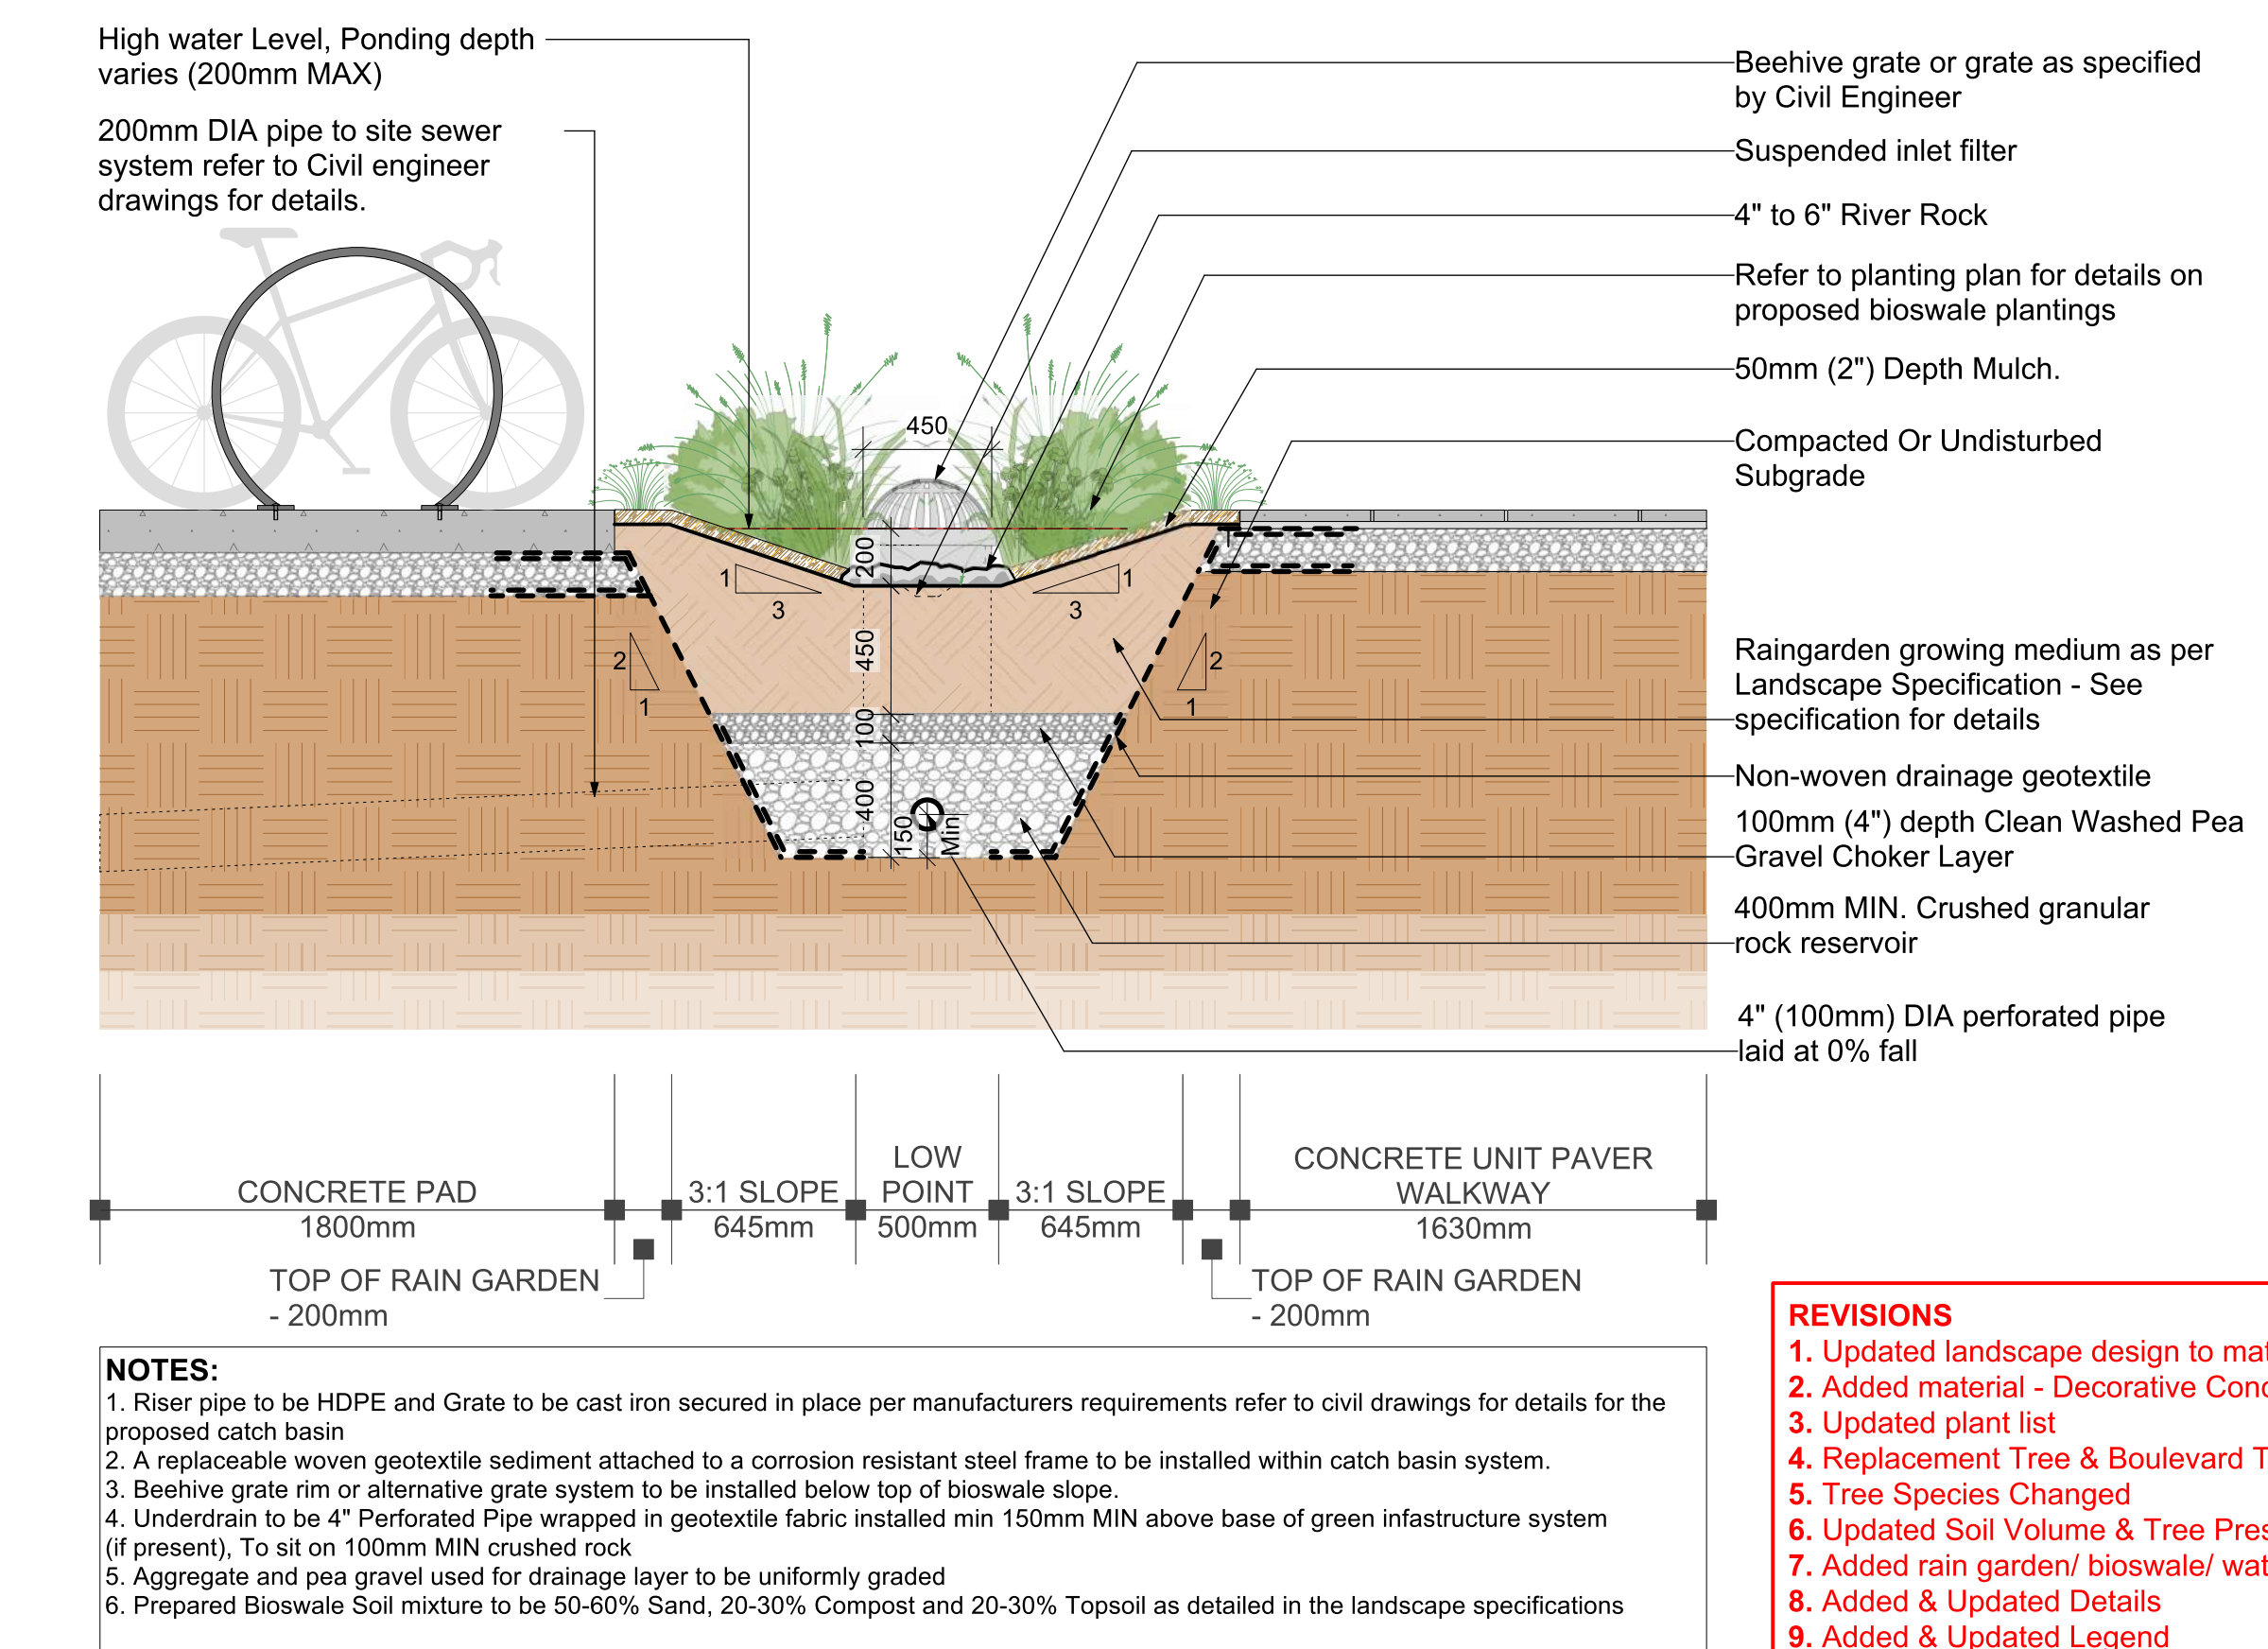 High water Level, Ponding depth
varies (200mm MAX)
200mm DIA pipe to site sewer
system refer to Civil engineer
drawings for details.
Beehive grate or grate as specified
by Civil Engineer
Suspended inlet filter
4" to 6" River Rock
Refer to planting plan for details on
proposed bioswale plantings
50mm (2") Depth Mulch.
Compacted Or Undisturbed
Subgrade
Raingarden growing medium as per
Landscape Specification - See
specification for details
Non-woven drainage geotextile
100mm (4") depth Clean Washed Pea
Gravel Choker Layer
400mm MIN. Crushed granular
rock reservoir
4" (100mm) DIA perforated pipe
laid at 0% fall
450
200
1
3
1
3
450
2
1
2
1
100
400
150
Min
CONCRETE PAD
1800mm
3:1 SLOPE
645mm
LOW
POINT
500mm
3:1 SLOPE
645mm
CONCRETE UNIT PAVER
WALKWAY
1630mm
TOP OF RAIN GARDEN
- 200mm
TOP OF RAIN GARDEN
- 200mm
NOTES:
1. Riser pipe to be HDPE and Grate to be cast iron secured in place per manufacturers requirements refer to civil drawings for details for the
proposed catch basin
2. A replaceable woven geotextile sediment attached to a corrosion resistant steel frame to be installed within catch basin system.
3. Beehive grate rim or alternative grate system to be installed below top of bioswale slope.
4. Underdrain to be 4" Perforated Pipe wrapped in geotextile fabric installed min 150mm MIN above base of green infastructure system
(if present), To sit on 100mm MIN crushed rock
5. Aggregate and pea gravel used for drainage layer to be uniformly graded
6. Prepared Bioswale Soil mixture to be 50-60% Sand, 20-30% Compost and 20-30% Topsoil as detailed in the landscape specifications
REVISIONS
1. Updated landscape design to
2. Added material - Decorative
3. Updated plant list
4. Replacement Tree & Boulevard
5. Tree Species Changed
6. Updated Soil Volume & Tree
7. Added rain garden/ bioswale/
8. Added & Updated Details
9. Added & Updated Legend